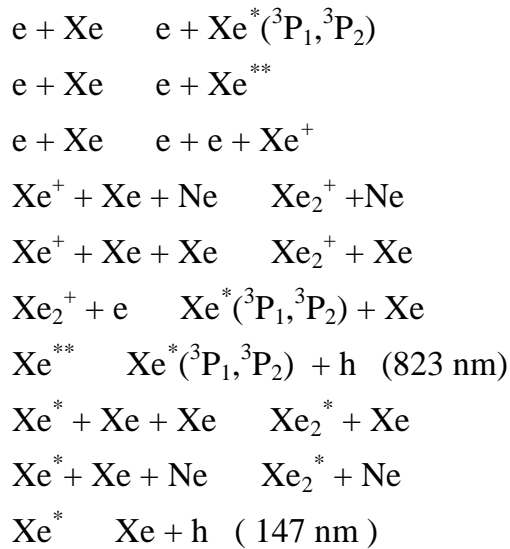 e + Xe e + Xe*(³P₁,³P₂)
e + Xe e + Xe**
e + Xe e + e + Xe⁺
Xe⁺ + Xe + Ne Xe₂⁺ +Ne
Xe⁺ + Xe + Xe Xe₂⁺ + Xe
Xe₂⁺ + e Xe*(³P₁,³P₂) + Xe
Xe** Xe*(³P₁,³P₂) + h (823 nm)
Xe* + Xe + Xe Xe₂* + Xe
Xe*+ Xe + Ne Xe₂* + Ne
Xe* Xe + h ( 147 nm )